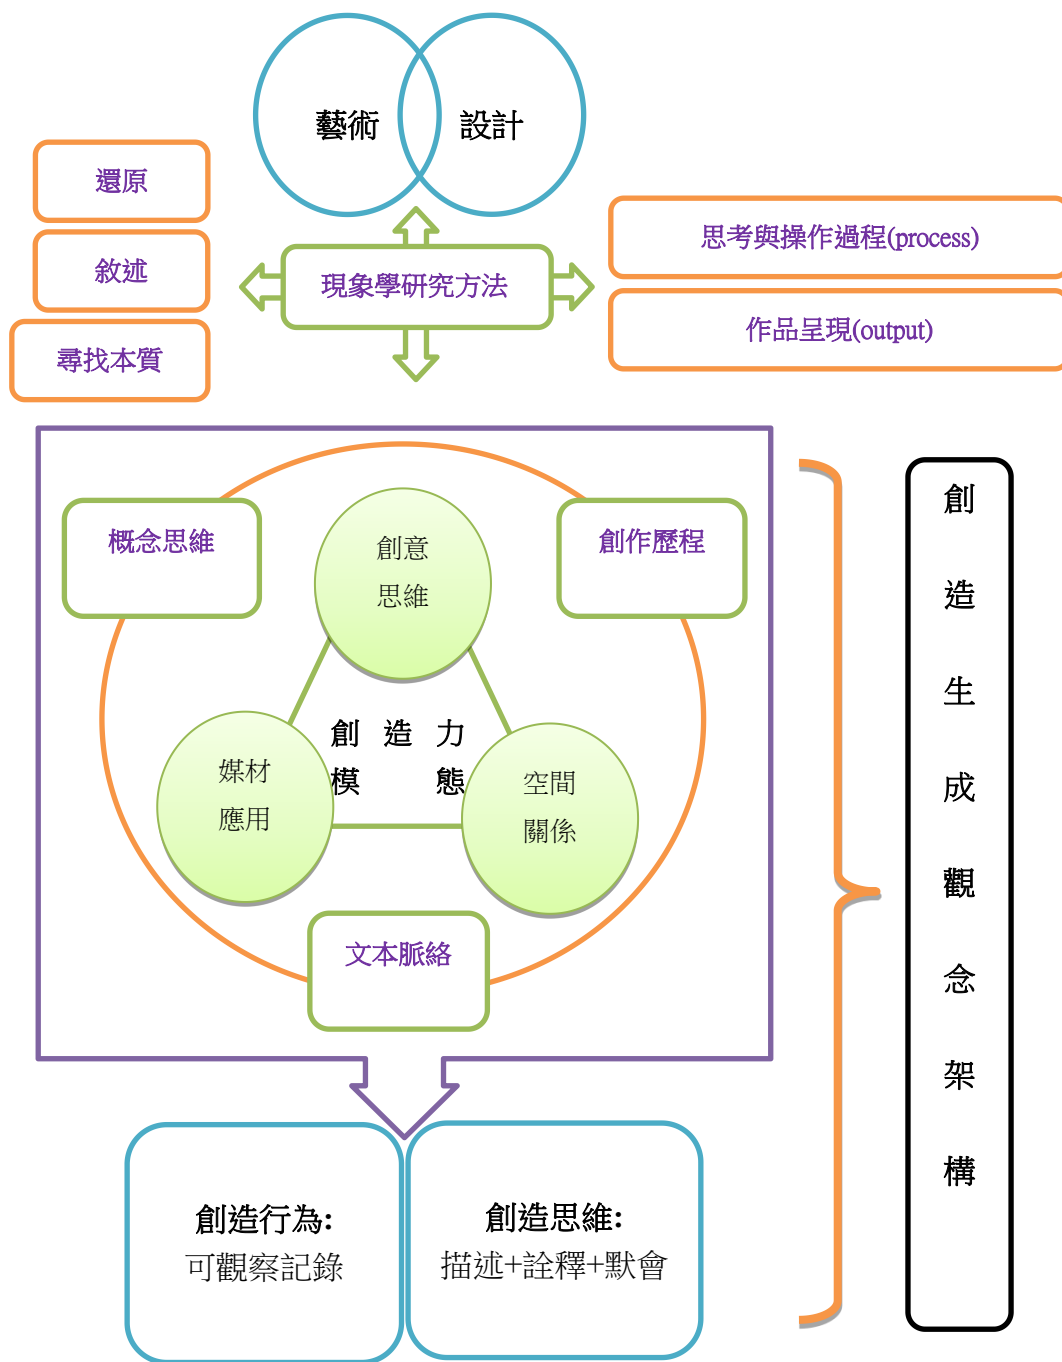 藝術
設計
還原
敘述
尋找本質
現象學研究方法
思考與操作過程(process)
作品呈現(output)
概念思維
創作歷程
創意
思維
創 造 力
模 態
媒材
應用
空間
關係
文本脈絡
創造行為:
可觀察記錄
創造思維:
描述+詮釋+默會
創
造
生
成
觀
念
架
構